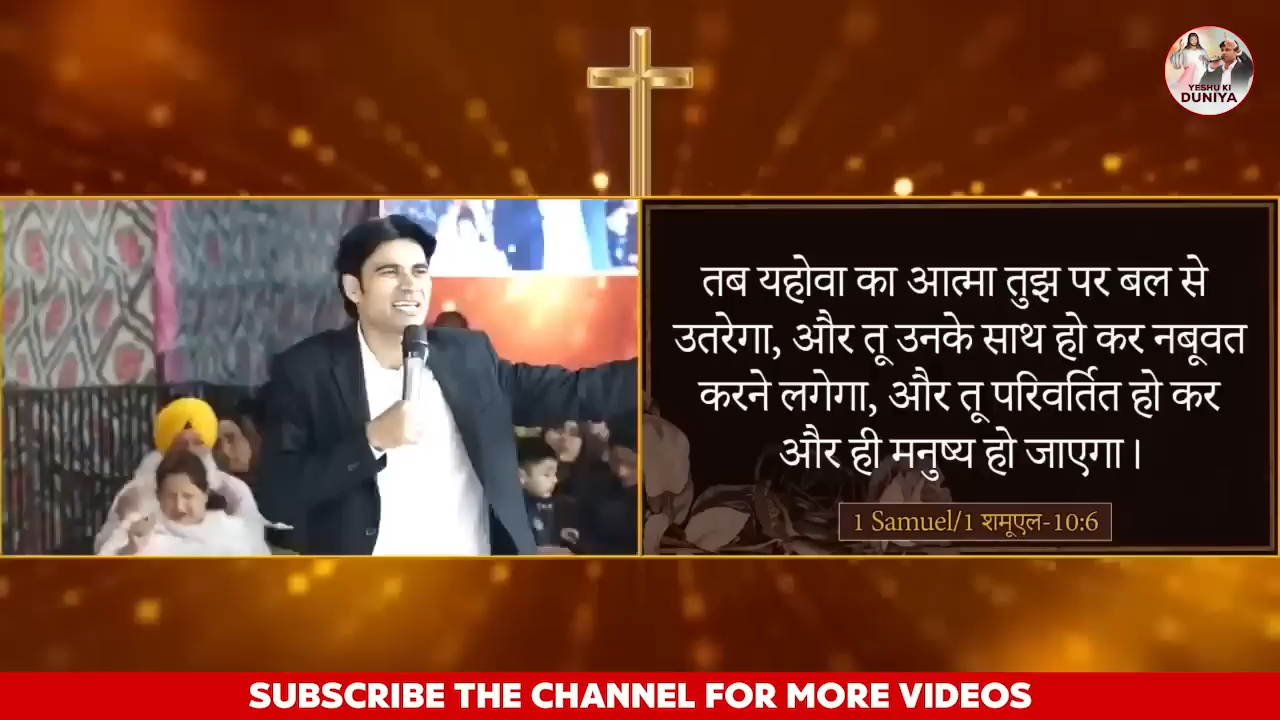 YESHU KI
DUNIYA
तब यहोवा का आत्मा तुझ पर बल से
उतरेगा, और तू उनके साथ हो कर नबूवत
करने लगेगा, और तू परिवर्तित हो कर
और ही मनुष्य हो जाएगा।
1 Samuel/1 शमूएल-10:6
SUBSCRIBE THE CHANNEL FOR MORE VIDEOS